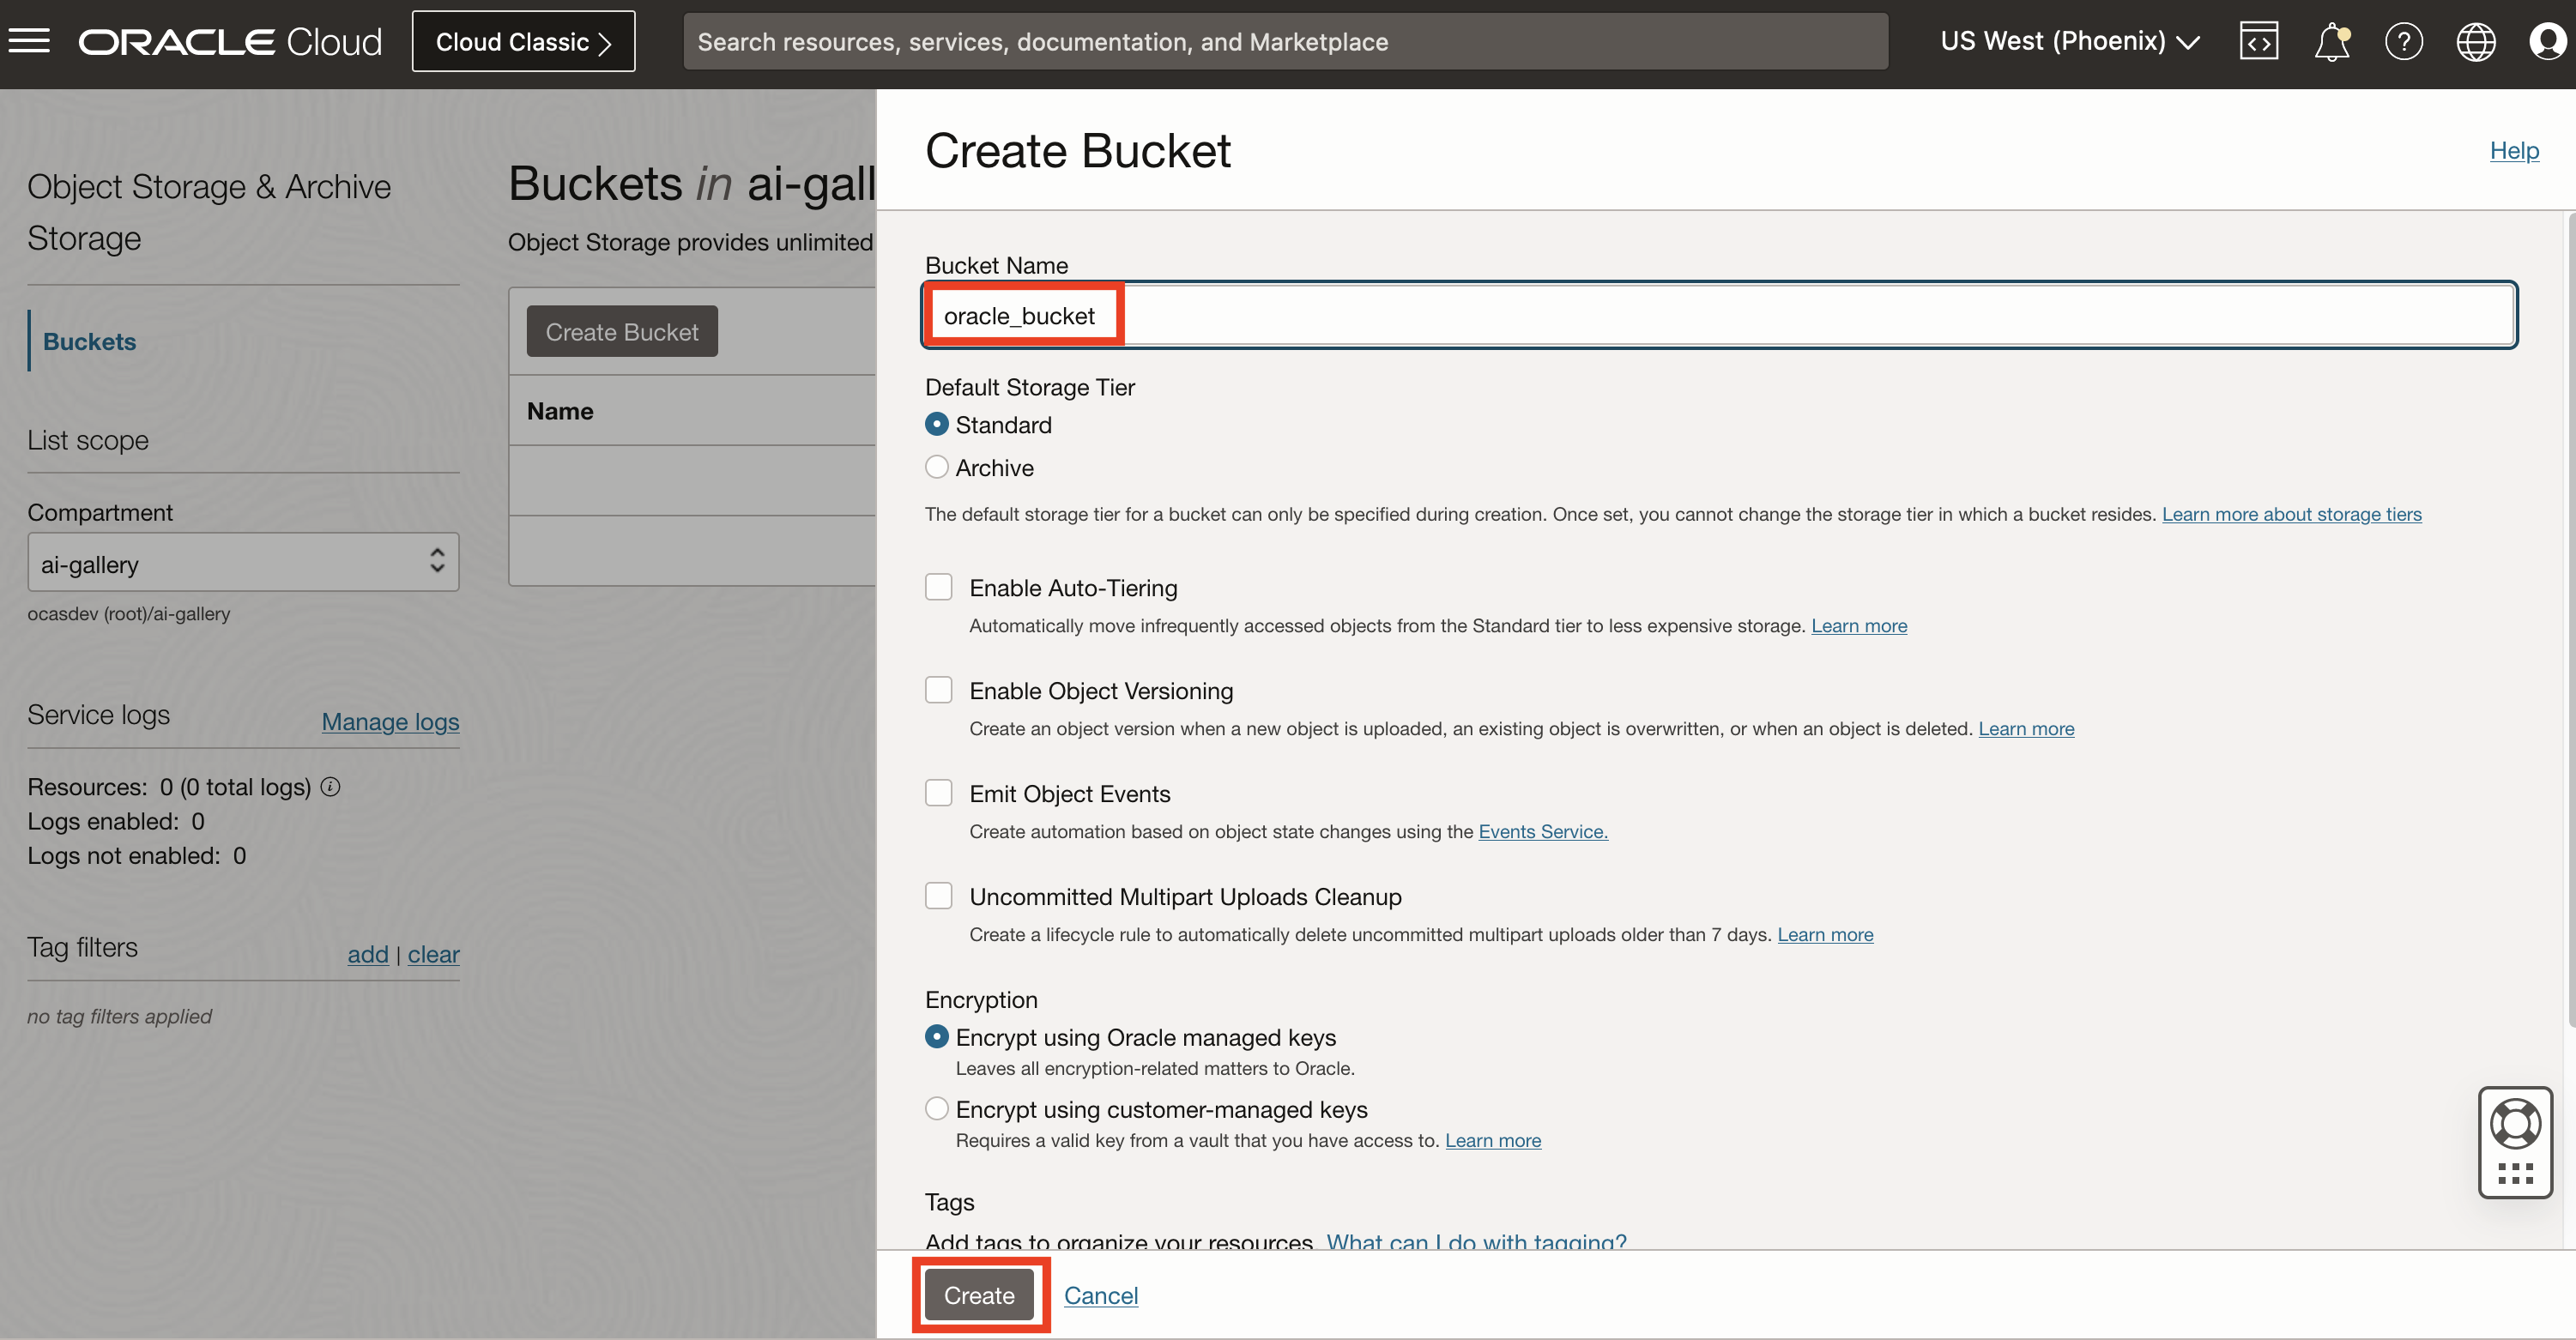 ORACLE Cloud
Cloud Classic
Search resources, services, documentation, and Marketplace
US West (Phoenix)
Object Storage & Archive
Storage
Buckets
List scope
Compartment
ai-gallery
ocasdev (root)/ai-gallery
Service logs
Manage logs
Resources: 0 (0 total logs)
Logs enabled: 0
Logs not enabled: 0
Tag filters
add | clear
no tag filters applied
Buckets in ai-gall
Object Storage provides unlimited
Create Bucket
Name
Create Bucket
Help
Bucket Name
oracle_bucket
Default Storage Tier
Standard
Archive
The default storage tier for a bucket can only be specified during creation. Once set, you cannot change the storage tier in which a bucket resides. Learn more about storage tiers
Enable Auto-Tiering
Automatically move infrequently accessed objects from the Standard tier to less expensive storage. Learn more
Enable Object Versioning
Create an object version when a new object is uploaded, an existing object is overwritten, or when an object is deleted. Learn more
Emit Object Events
Create automation based on object state changes using the Events Service.
Uncommitted Multipart Uploads Cleanup
Create a lifecycle rule to automatically delete uncommitted multipart uploads older than 7 days. Learn more
Encryption
Encrypt using Oracle managed keys
Leaves all encryption-related matters to Oracle.
Encrypt using customer-managed keys
Requires a valid key from a vault that you have access to. Learn more
Tags
Add tags to organize your resources. What can I do with tagging?
Create
Cancel